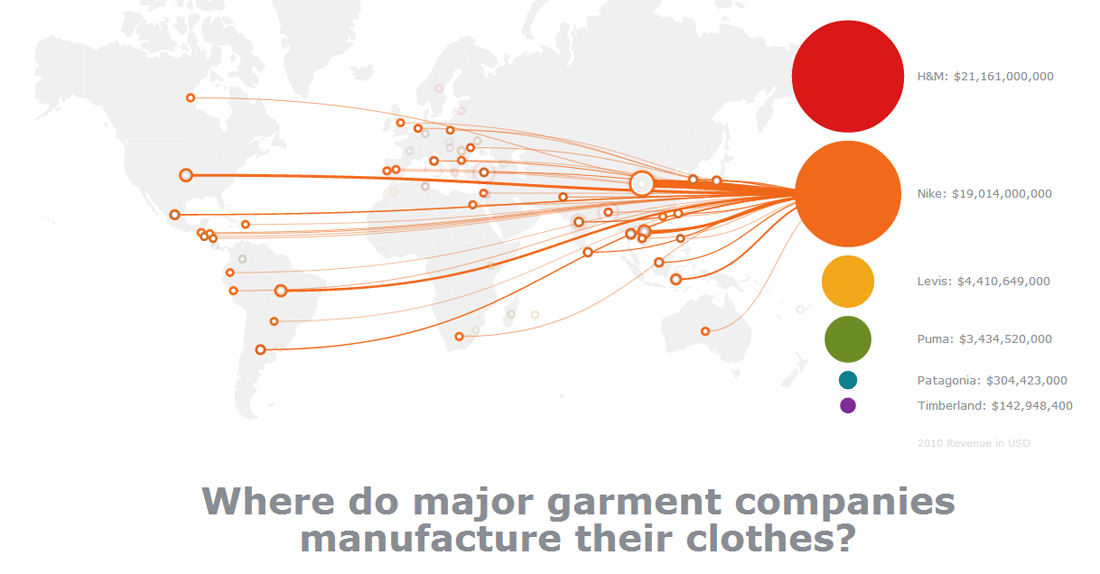 H&M: $21,161,000,000
Nike: $19,014,000,000
Levis: $4,410,649,000
Puma: $3,434,520,000
Patagonia: $304,423,000
Timberland: $142,948,400
2010 Revenue in USD
Where do major garment companies
manufacture their clothes?